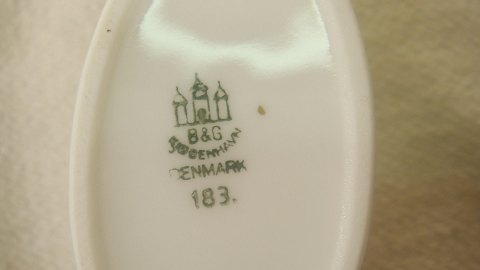 B&G
KJØBENHAVN
DENMARK
183.